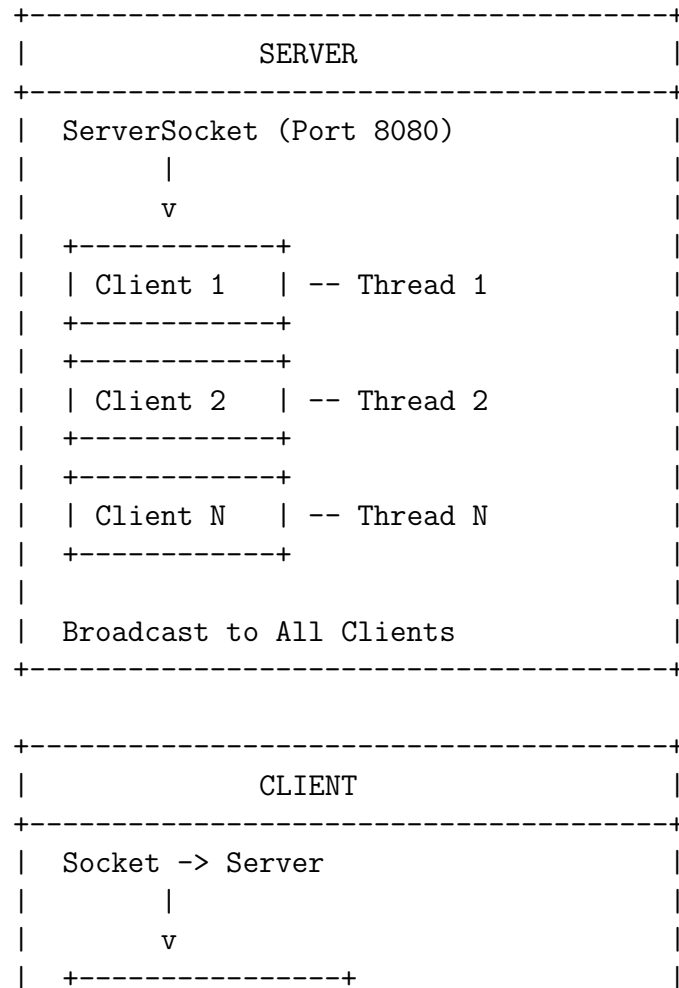 +---------------------------------------+
|              SERVER                   |
+---------------------------------------+
|  ServerSocket (Port 8080)             |
|        |                              |
|        v                              |
|  +------------+                       |
|  | Client 1   | -- Thread 1           |
|  +------------+                       |
|  +------------+                       |
|  | Client 2   | -- Thread 2           |
|  +------------+                       |
|  +------------+                       |
|  | Client N   | -- Thread N           |
|  +------------+                       |
|                                       |
|  Broadcast to All Clients             |
+---------------------------------------+
+---------------------------------------+
|              CLIENT                   |
+---------------------------------------+
|  Socket -> Server                     |
|        |                              |
|        v                              |
|  +----------------+                   |